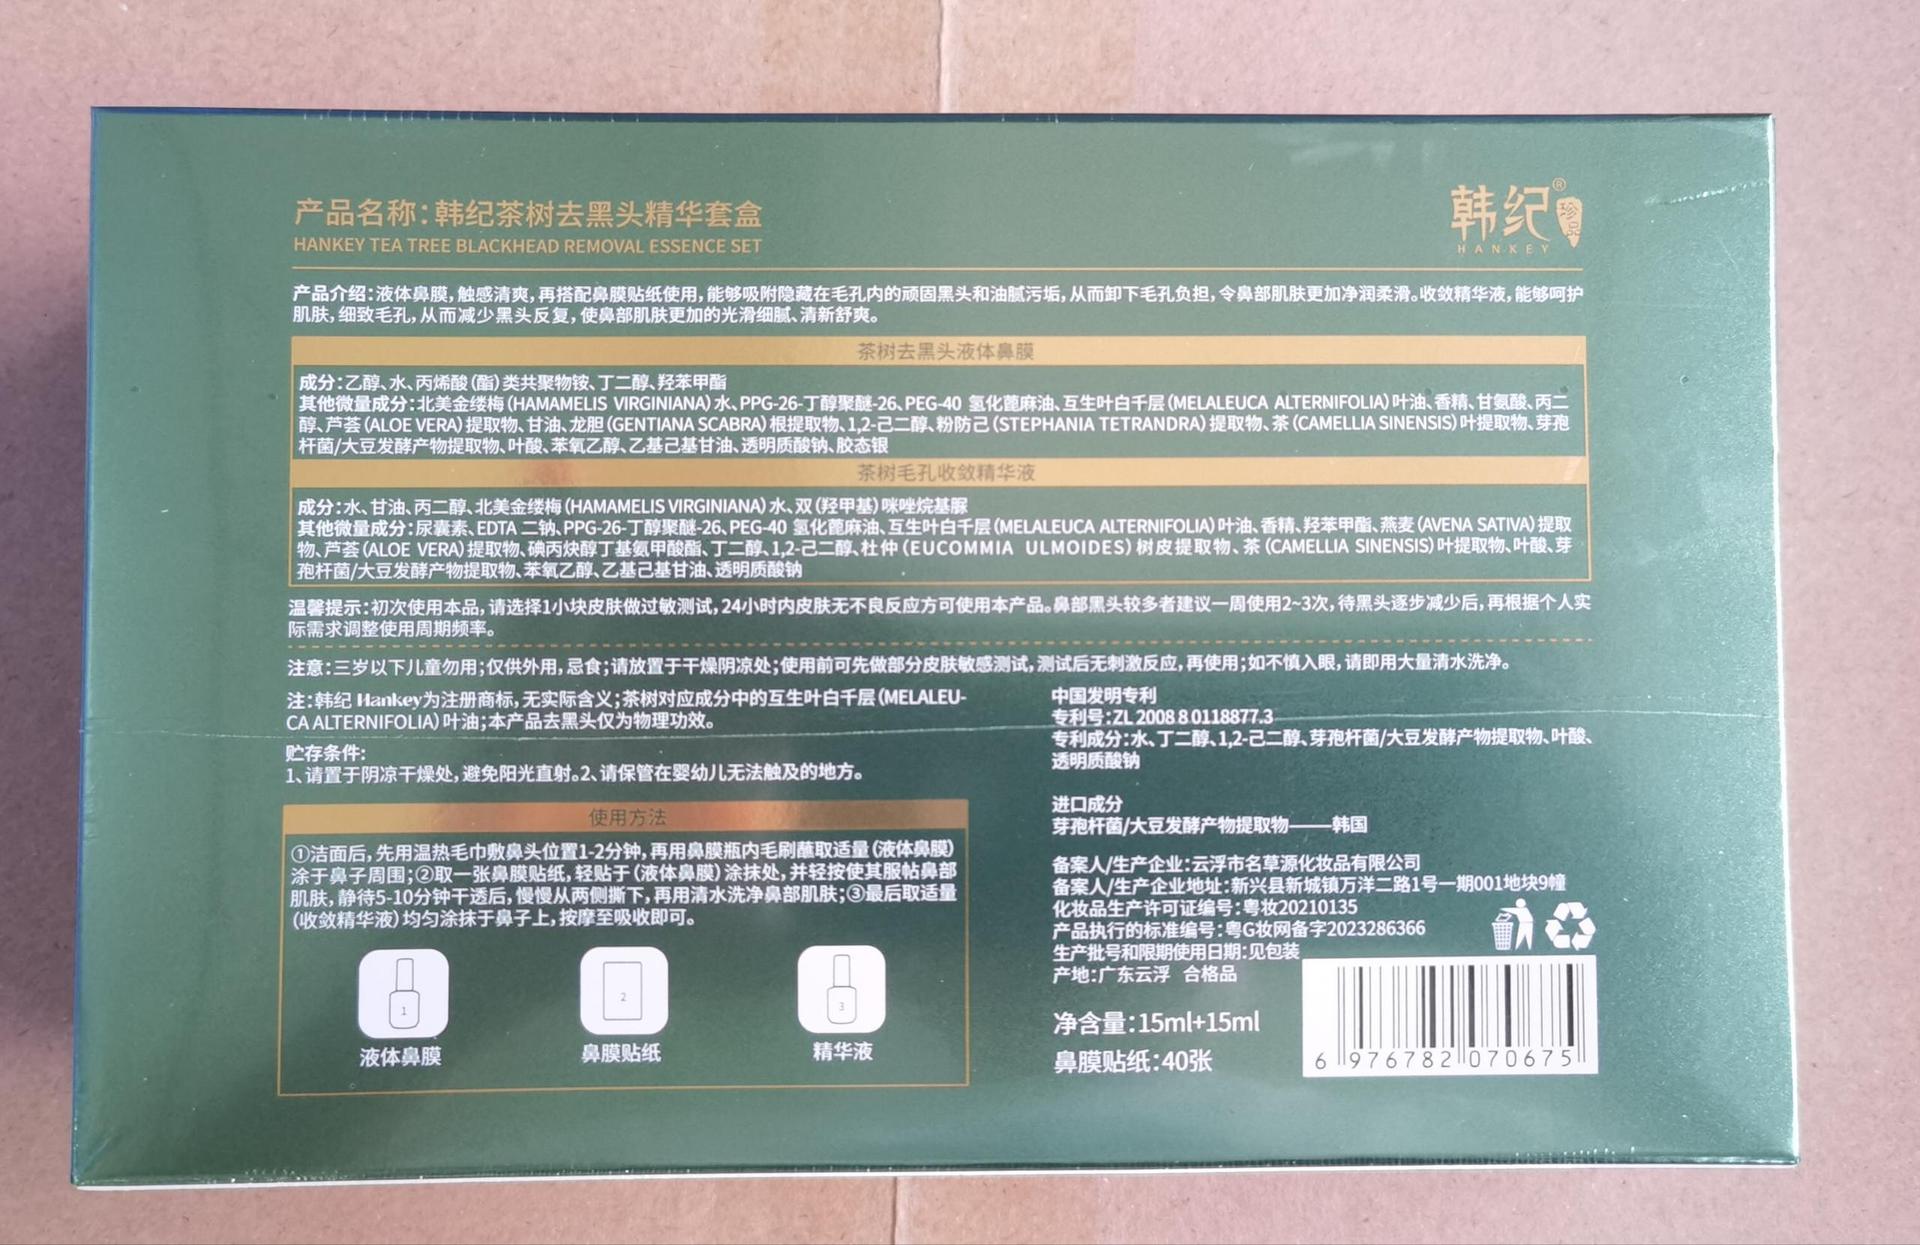 产品名称:韩纪茶树去黑头精华套盒
HANKEY TEA TREE BLACKHEAD REMOVAL ESSENCE SET
韩纪®
珍品
HANKEY
产品介绍:液体鼻膜,触感清爽,再搭配鼻膜贴纸使用,能够吸附隐藏在毛孔内的顽固黑头和油腻污垢,从而卸下毛孔负担,令鼻部肌肤更加净润柔滑。收敛精华液,能够呵护
肌肤,细致毛孔,从而减少黑头反复,使鼻部肌肤更加的光滑细腻、清新舒爽。
茶树去黑头液体鼻膜
成分:乙醇、水、丙烯酸(酯)类共聚物铵、丁二醇、羟苯甲酯
其他微量成分:北美金缕梅(HAMAMELIS VIRGINIANA)水、PPG-26-丁醇聚醚-26、PEG-40 氢化蓖麻油、互生叶白千层(MELALEUCA ALTERNIFOLIA)叶油、香精、甘氨酸、丙二
醇、芦荟(ALOE VERA)提取物、甘油、龙胆(GENTIANA SCABRA)根提取物、1,2-己二醇、粉防己(STEPHANIA TETRANDRA)提取物、茶(CAMELLIA SINENSIS)叶提取物、芽孢
杆菌/大豆发酵产物提取物、叶酸、苯氧乙醇、乙基己基甘油、透明质酸钠、胶态银
茶树毛孔收敛精华液
成分:水、甘油、丙二醇、北美金缕梅(HAMAMELIS VIRGINIANA)水、双(羟甲基)咪唑烷基脲
其他微量成分:尿囊素、EDTA 二钠、PPG-26-丁醇聚醚-26、PEG-40 氢化蓖麻油、互生叶白千层(MELALEUCA ALTERNIFOLIA)叶油、香精、羟苯甲酯、燕麦(AVENA SATIVA)提取
物、芦荟(ALOE VERA)提取物、碘丙炔醇丁基氨甲酸酯、丁二醇、1,2-己二醇、杜仲(EUCOMMIA ULMOIDES)树皮提取物、茶(CAMELLIA SINENSIS)叶提取物、叶酸、芽
孢杆菌/大豆发酵产物提取物、苯氧乙醇、乙基己基甘油、透明质酸钠
温馨提示:初次使用本品,请选择1小块皮肤做过敏测试,24小时内皮肤无不良反应方可使用本产品。鼻部黑头较多者建议一周使用2~3次,待黑头逐步减少后,再根据个人实
际需求调整使用周期频率。
注意:三岁以下儿童勿用;仅供外用,忌食;请放置于干燥阴凉处;使用前可先做部分皮肤敏感测试,测试后无刺激反应,再使用;如不慎入眼,请即用大量清水洗净。
注:韩纪 Hankey为注册商标,无实际含义;茶树对应成分中的互生叶白千层(MELALEU-
CA ALTERNIFOLIA)叶油;本产品去黑头仅为物理功效。
贮存条件:
1、请置于阴凉干燥处,避免阳光直射。2、请保管在婴幼儿无法触及的地方。
使用方法
①洁面后,先用温热毛巾敷鼻头位置1-2分钟,再用鼻膜瓶内毛刷蘸取适量(液体鼻膜)
涂于鼻子周围;②取一张鼻膜贴纸,轻贴于(液体鼻膜)涂抹处,并轻按使其服帖鼻部
肌肤,静待5-10分钟干透后,慢慢从两侧撕下,再用清水洗净鼻部肌肤;③最后取适量
(收敛精华液)均匀涂抹于鼻子上,按摩至吸收即可。
1
2
3
液体鼻膜
鼻膜贴纸
精华液
中国发明专利
专利号:ZL 2008 8 0118877.3
专利成分:水、丁二醇、1,2-己二醇、芽孢杆菌/大豆发酵产物提取物、叶酸、
透明质酸钠
进口成分
芽孢杆菌/大豆发酵产物提取物——韩国
备案人/生产企业:云浮市名草源化妆品有限公司
备案人/生产企业地址:新兴县新城镇万洋二路1号一期001地块9幢
化妆品生产许可证编号:粤妆20210135
产品执行的标准编号:粤G妆网备字2023286366
生产批号和限期使用日期:见包装
产地:广东云浮 合格品
净含量:15ml+15ml
鼻膜贴纸:40张
6 976782 070675